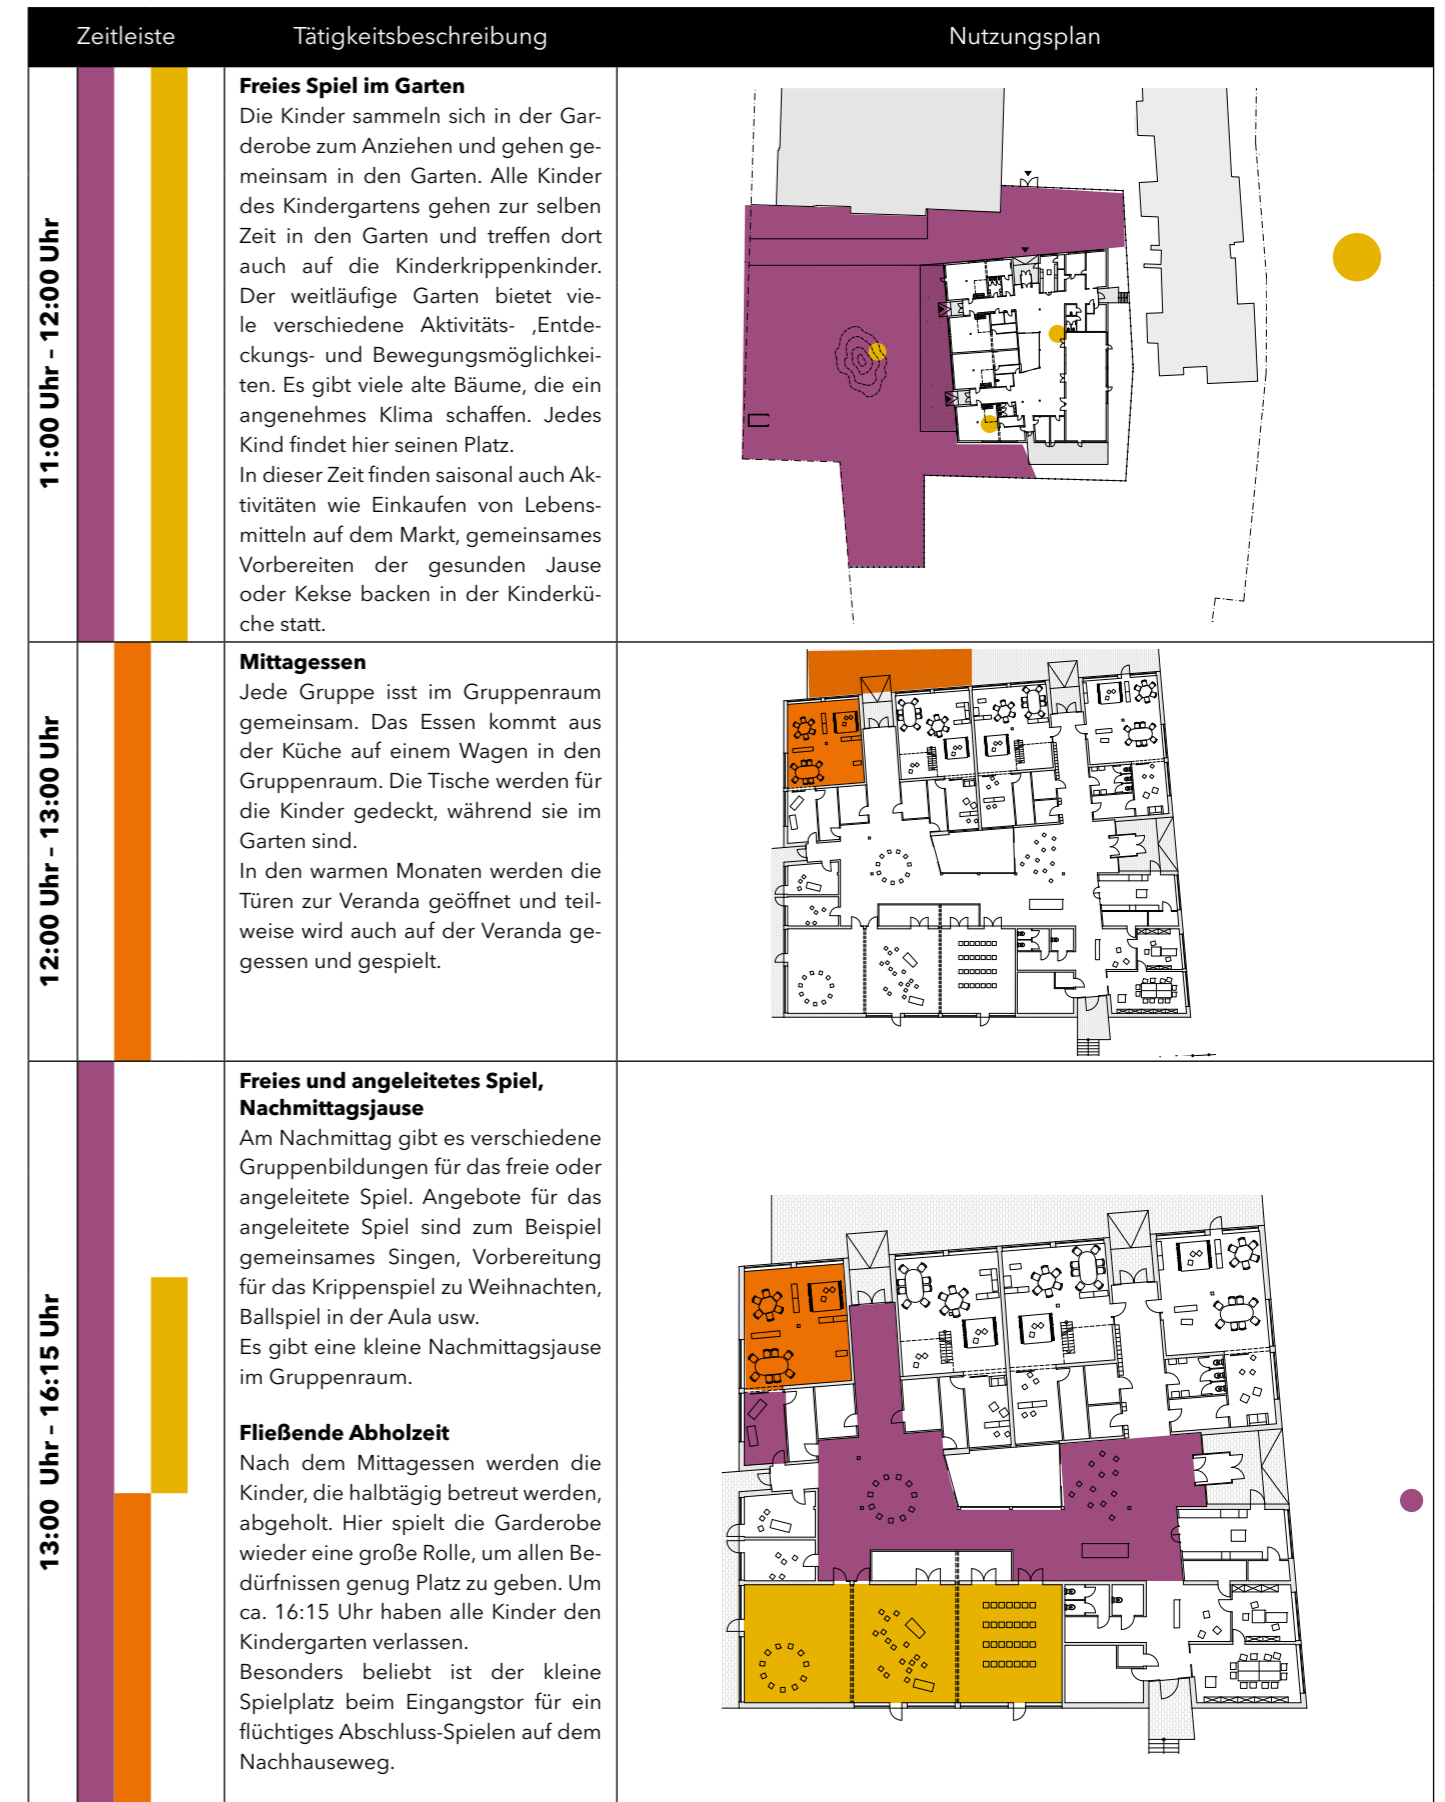 Zeitleiste
Tätigkeitsbeschreibung
Nutzungsplan
11:00 Uhr – 12:00 Uhr
Freies Spiel im Garten
Die Kinder sammeln sich in der Gar-
derobe zum Anziehen und gehen ge-
meinsam in den Garten. Alle Kinder
des Kindergartens gehen zur selben
Zeit in den Garten und treffen dort
auch auf die Kinderkrippenkinder.
Der weitläufige Garten bietet vie-
le verschiedene Aktivitäts- ,Entde-
ckungs- und Bewegungsmöglichkei-
ten. Es gibt viele alte Bäume, die ein
angenehmes Klima schaffen. Jedes
Kind findet hier seinen Platz.
In dieser Zeit finden saisonal auch Ak-
tivitäten wie Einkaufen von Lebens-
mitteln auf dem Markt, gemeinsames
Vorbereiten der gesunden Jause
oder Kekse backen in der Kinderkü-
che statt.
12:00 Uhr – 13:00 Uhr
Mittagessen
Jede Gruppe isst im Gruppenraum
gemeinsam. Das Essen kommt aus
der Küche auf einem Wagen in den
Gruppenraum. Die Tische werden für
die Kinder gedeckt, während sie im
Garten sind.
In den warmen Monaten werden die
Türen zur Veranda geöffnet und teil-
weise wird auch auf der Veranda ge-
gessen und gespielt.
13:00 Uhr – 16:15 Uhr
Freies und angeleitetes Spiel,
Nachmittagsjause
Am Nachmittag gibt es verschiedene
Gruppenbildungen für das freie oder
angeleitete Spiel. Angebote für das
angeleitete Spiel sind zum Beispiel
gemeinsames Singen, Vorbereitung
für das Krippenspiel zu Weihnachten,
Ballspiel in der Aula usw.
Es gibt eine kleine Nachmittagsjause
im Gruppenraum.
Fließende Abholzeit
Nach dem Mittagessen werden die
Kinder, die halbtägig betreut werden,
abgeholt. Hier spielt die Garderobe
wieder eine große Rolle, um allen Be-
dürfnissen genug Platz zu geben. Um
ca. 16:15 Uhr haben alle Kinder den
Kindergarten verlassen.
Besonders beliebt ist der kleine
Spielplatz beim Eingangstor für ein
flüchtiges Abschluss-Spielen auf dem
Nachhauseweg.